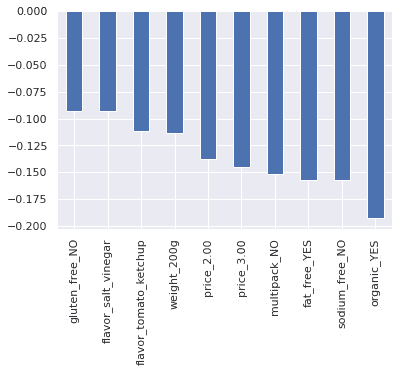 0.000
−0.025
−0.050
−0.075
−0.100
−0.125
−0.150
−0.175
−0.200
gluten_free_NO
flavor_salt_vinegar
flavor_tomato_ketchup
weight_200g
price_2.00
price_3.00
multipack_NO
fat_free_YES
sodium_free_NO
organic_YES